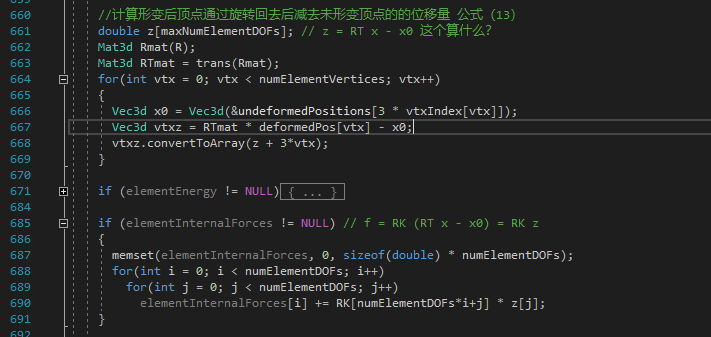 660 //计算形变后顶点通过旋转回去后减去未形变顶点的的位移量 公式 (13)
661 double z[maxNumElementDOFs]; // z = RT x - x0 这个算什么?
662 Mat3d Rmat(R);
663 Mat3d RTmat = trans(Rmat);
664 for(int vtx = 0; vtx < numElementVertices; vtx++)
665 {
666 Vec3d x0 = Vec3d(&undeformedPositions[3 * vtxIndex[vtx]]);
667 Vec3d vtxz = RTmat * deformedPos[vtx] - x0;
668 vtxz.convertToArray(z + 3*vtx);
669 }
670
671 if (elementEnergy != NULL) { ... }
684
685 if (elementInternalForces != NULL) // f = RK (RT x - x0) = RK z
686 {
687 memset(elementInternalForces, 0, sizeof(double) * numElementDOFs);
688 for(int i = 0; i < numElementDOFs; i++)
689 for(int j = 0; j < numElementDOFs; j++)
690 elementInternalForces[i] += RK[numElementDOFs*i+j] * z[j];
691 }
692